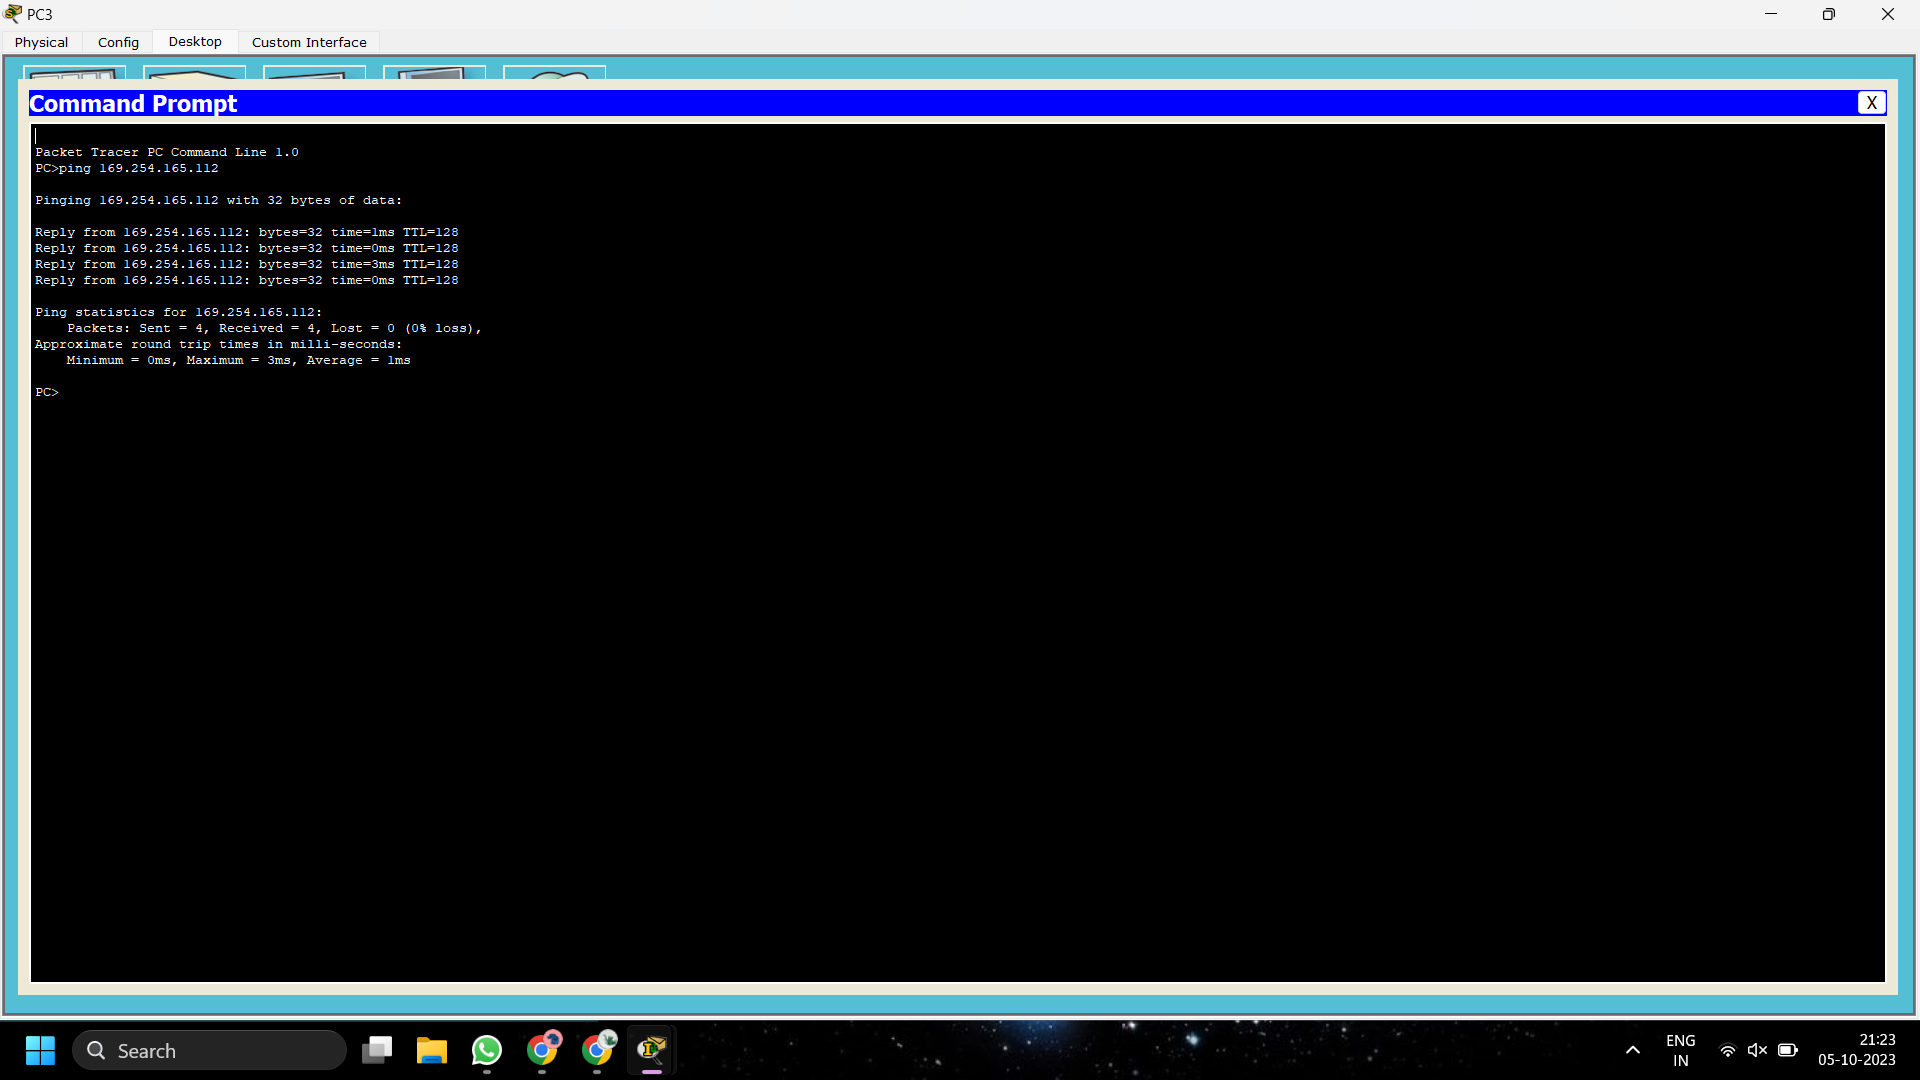 PC3
Physical Config Desktop Custom Interface
Command Prompt X
Packet Tracer PC Command Line 1.0
PC>ping 169.254.165.112
Pinging 169.254.165.112 with 32 bytes of data:
Reply from 169.254.165.112: bytes=32 time=1ms TTL=128
Reply from 169.254.165.112: bytes=32 time=0ms TTL=128
Reply from 169.254.165.112: bytes=32 time=3ms TTL=128
Reply from 169.254.165.112: bytes=32 time=0ms TTL=128
Ping statistics for 169.254.165.112:
Packets: Sent = 4, Received = 4, Lost = 0 (0% loss),
Approximate round trip times in milli-seconds:
Minimum = 0ms, Maximum = 3ms, Average = 1ms
PC>
Search
ENG
IN
21:23
05-10-2023